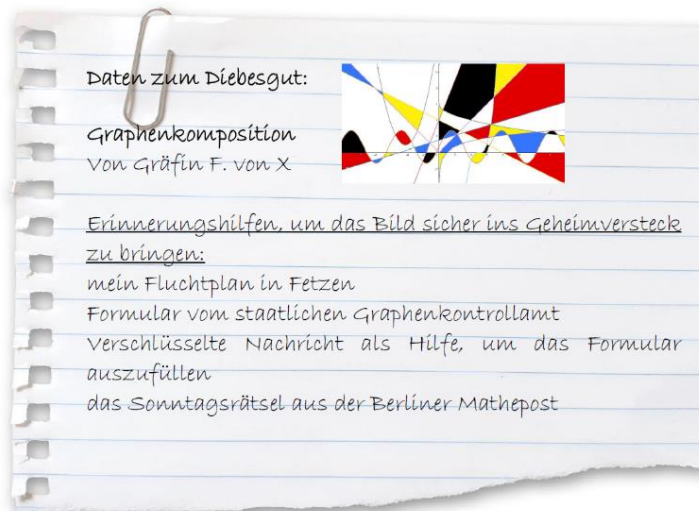 Daten zum Diebesgut:
Graphenkomposition
Von Gräfin F. von X
Erinnerungshilfen, um das Bild sicher ins Geheimversteck
zu bringen:
mein Fluchtplan in Fetzen
Formular vom staatlichen Graphenkontrollamt
Verschlüsselte Nachricht als Hilfe, um das Formular
auszufüllen
das Sonntagsrätsel aus der Berliner Mathepost